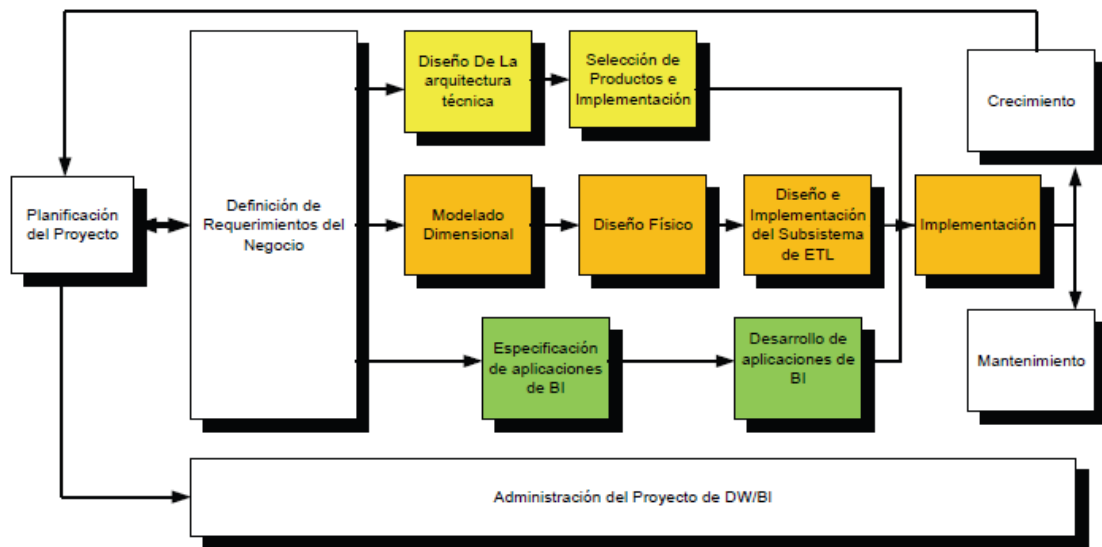 Diseño De La
arquitectura
técnica
Selección de
Productos e
Implementación
Crecimiento
Planificación
del Proyecto
Definición de
Requerimientos del
Negocio
Modelado
Dimensional
Diseño Físico
Diseño e
Implementación
del Subsistema
de ETL
Implementación
Especificación
de aplicaciones
de BI
Desarrollo de
aplicaciones de
BI
Mantenimiento
Administración del Proyecto de DW/BI